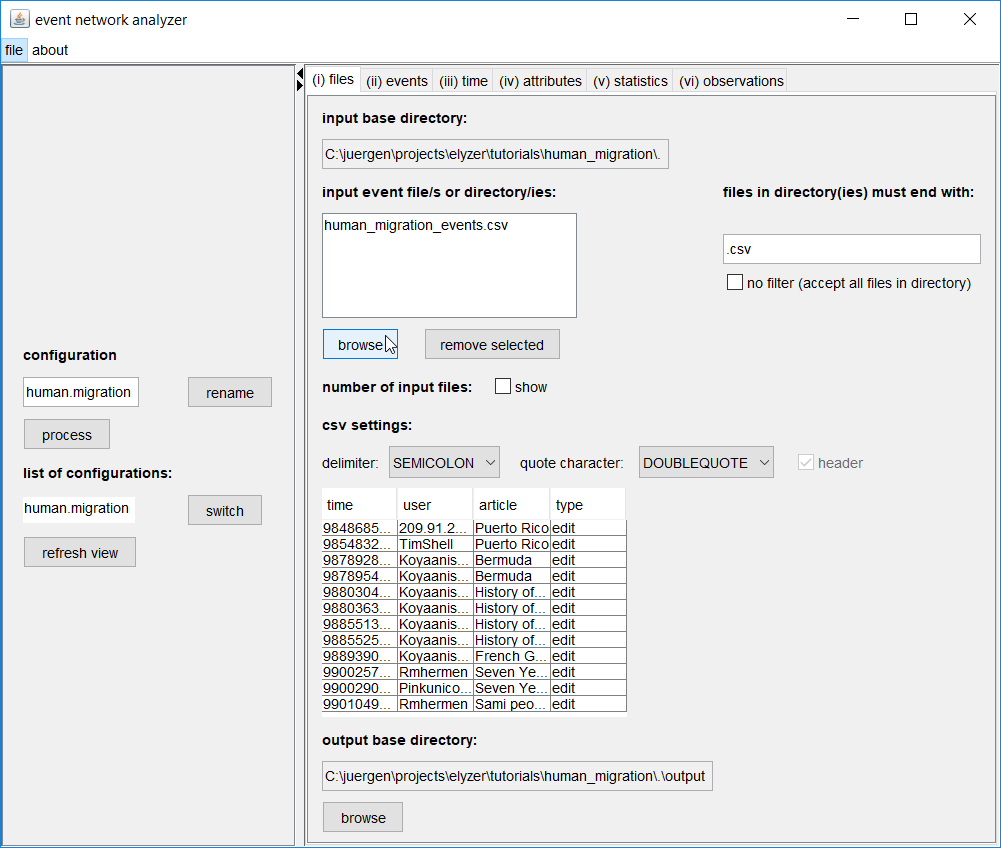 event network analyzer
file about
(i) files (ii) events (iii) time (iv) attributes (v) statistics (vi) observations
input base directory:
C:\juergen\projects\elyzer\tutorials\human_migration\.
input event file/s or directory/ies:
files in directory(ies) must end with:
human_migration_events.csv
.csv
no filter (accept all files in directory)
browse remove selected
number of input files: show
csv settings:
delimiter: SEMICOLON quote character: DOUBLEQUOTE header
time user article type
9848685... 209.91.2... Puerto Rico edit
9854832... TimShell Puerto Rico edit
9878928... Koyaanis... Bermuda edit
9878954... Koyaanis... Bermuda edit
9880304... Koyaanis... History of... edit
9880363... Koyaanis... History of... edit
9885513... Koyaanis... History of... edit
9885525... Koyaanis... History of... edit
9889390... Koyaanis... French G... edit
9900257... Rmhermen Seven Ye... edit
9900290... Pinkunico... Seven Ye... edit
9901049... Rmhermen Sami peo... edit
output base directory:
C:\juergen\projects\elyzer\tutorials\human_migration\.\output
browse
configuration
human.migration rename
process
list of configurations:
human.migration switch
refresh view